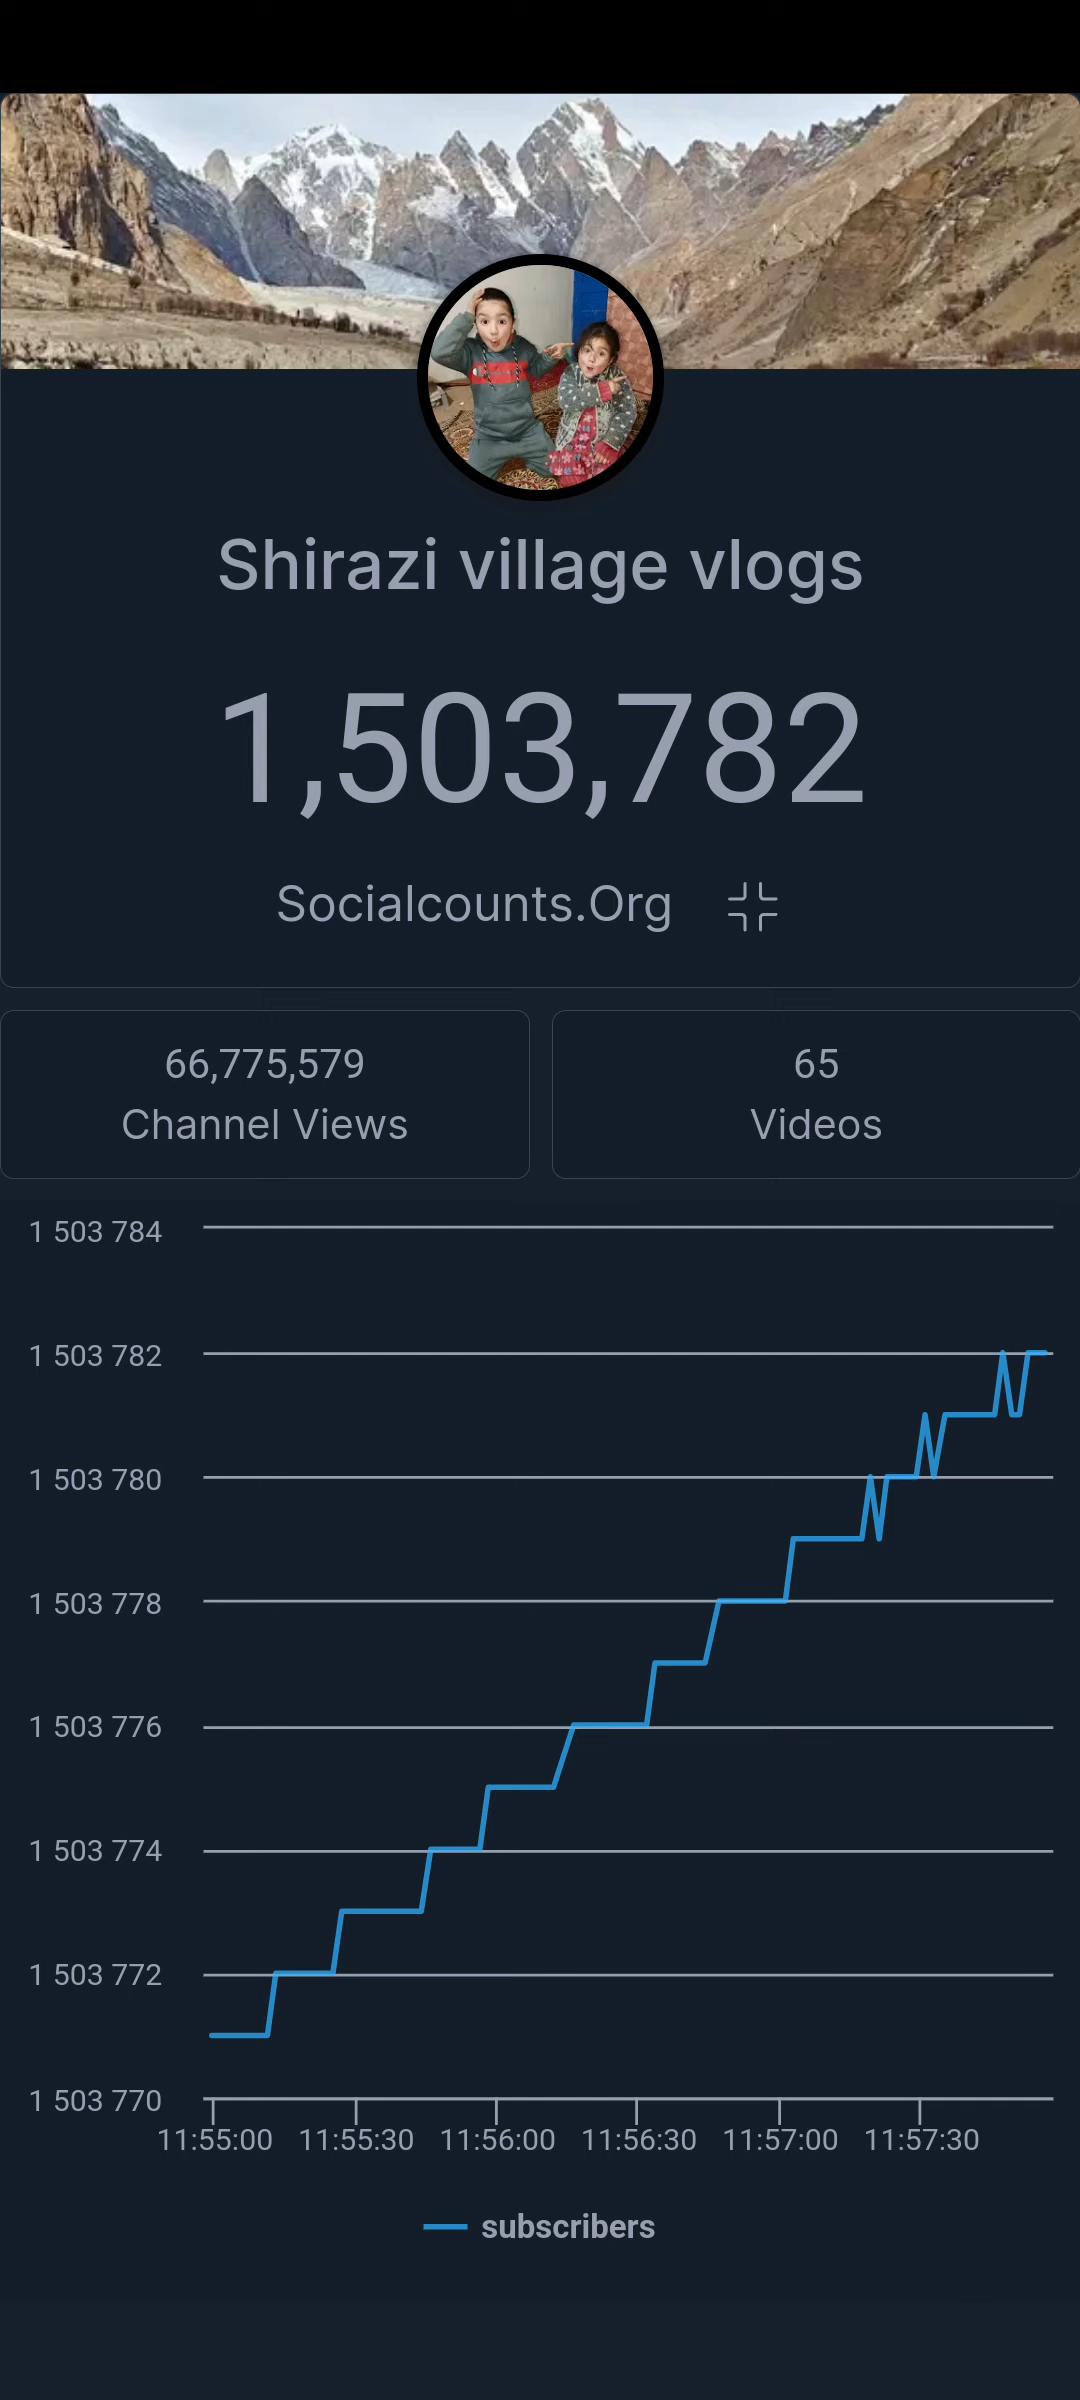 Shirazi village vlogs
1,503,782
Socialcounts.Org
66,775,579
Channel Views
65
Videos
1 503 784
1 503 782
1 503 780
1 503 778
1 503 776
1 503 774
1 503 772
1 503 770
11:55:00 11:55:30 11:56:00 11:56:30 11:57:00 11:57:30
subscribers